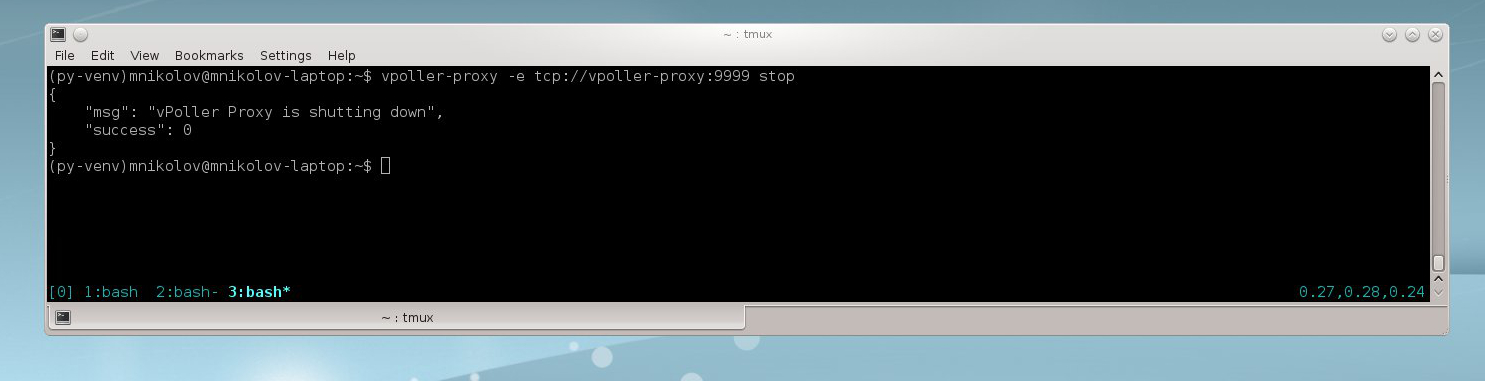 ~ : tmux
File Edit View Bookmarks Settings Help
(py-venv)mnikolov@mnikolov-laptop:~$ vpoller-proxy -e tcp://vpoller-proxy:9999 stop
{
    "msg": "vPoller Proxy is shutting down",
    "success": 0
}
(py-venv)mnikolov@mnikolov-laptop:~$
[0] 1:bash  2:bash- 3:bash* 0.27,0.28,0.24
~ : tmux